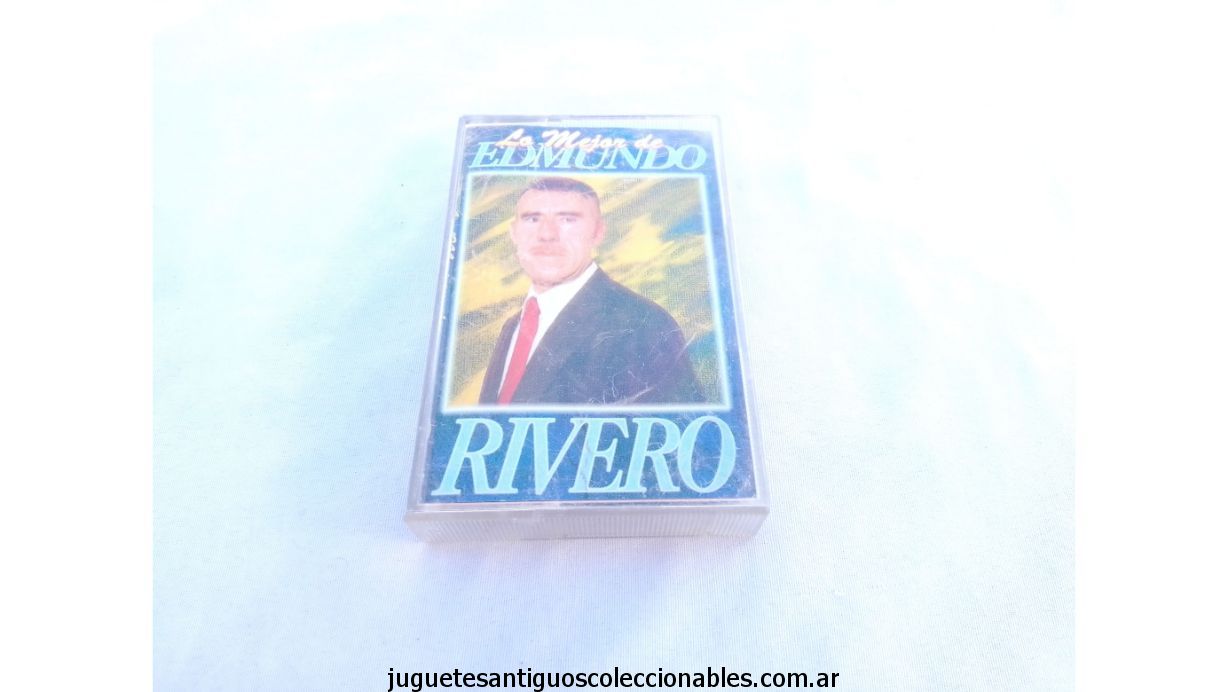 Lo Mejor de
EDMUNDO
RIVERO
juguetesantiguoscoleccionables.com.ar